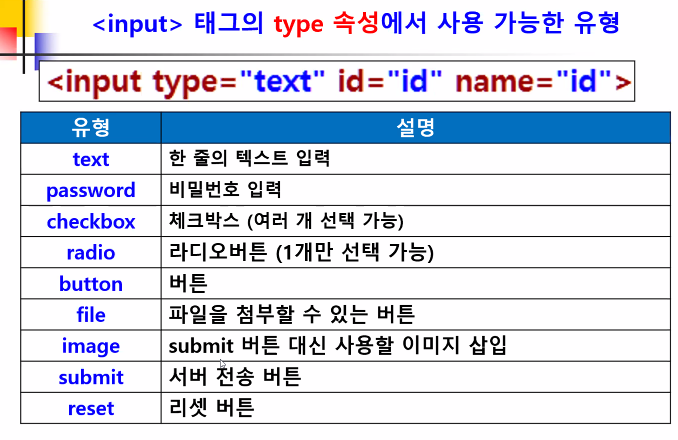 <input> 태그의 type 속성에서 사용 가능한 유형
<input type="text" id="id" name="id">
유형 설명
text 한 줄의 텍스트 입력
password 비밀번호 입력
checkbox 체크박스 (여러 개 선택 가능)
radio 라디오버튼 (1개만 선택 가능)
button 버튼
file 파일을 첨부할 수 있는 버튼
image submit 버튼 대신 사용할 이미지 삽입
submit 서버 전송 버튼
reset 리셋 버튼